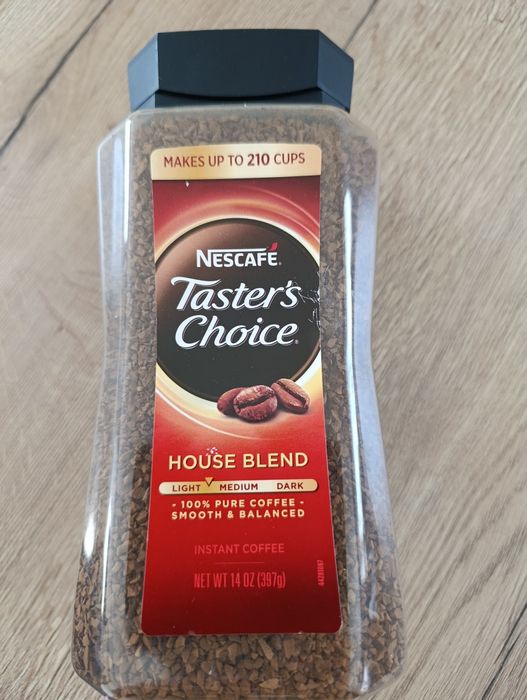 MAKES UP TO 210 CUPS
NESCAFÉ®
Taster's
Choice®
HOUSE BLEND
LIGHT MEDIUM DARK
- 100% PURE COFFEE -
SMOOTH & BALANCED
INSTANT COFFEE
NET WT 14 OZ (397g)